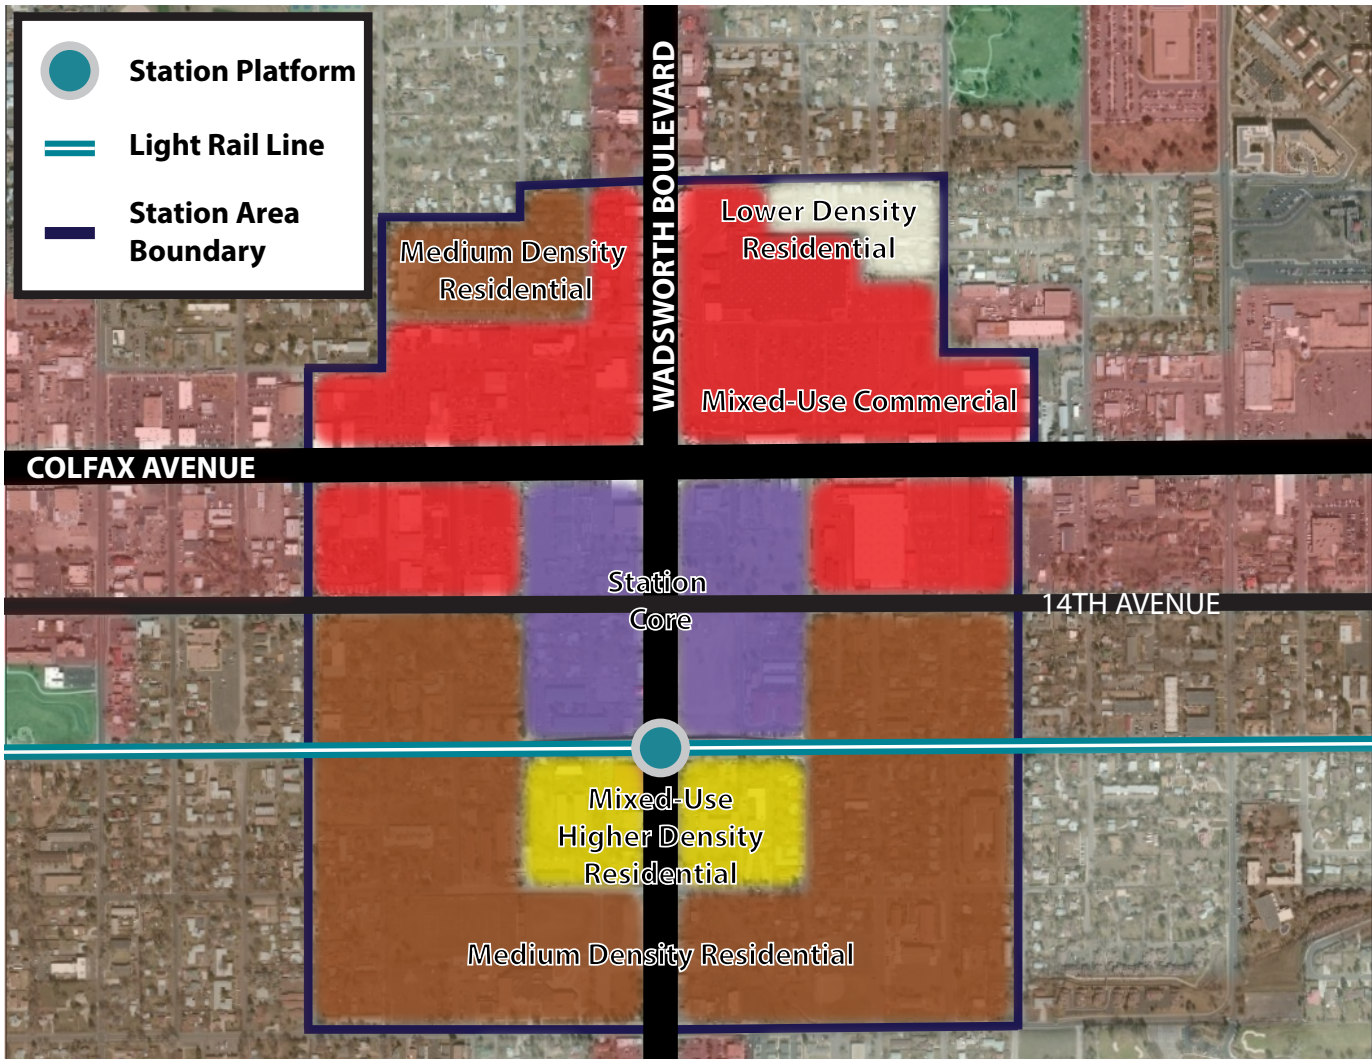 Station Platform
Light Rail Line
Station Area
Boundary
WADSWORTH BOULEVARD
Lower Density
Residential
Medium Density
Residential
Mixed-Use Commercial
COLFAX AVENUE
Station
Core
14TH AVENUE
Mixed-Use
Higher Density
Residential
Medium Density Residential